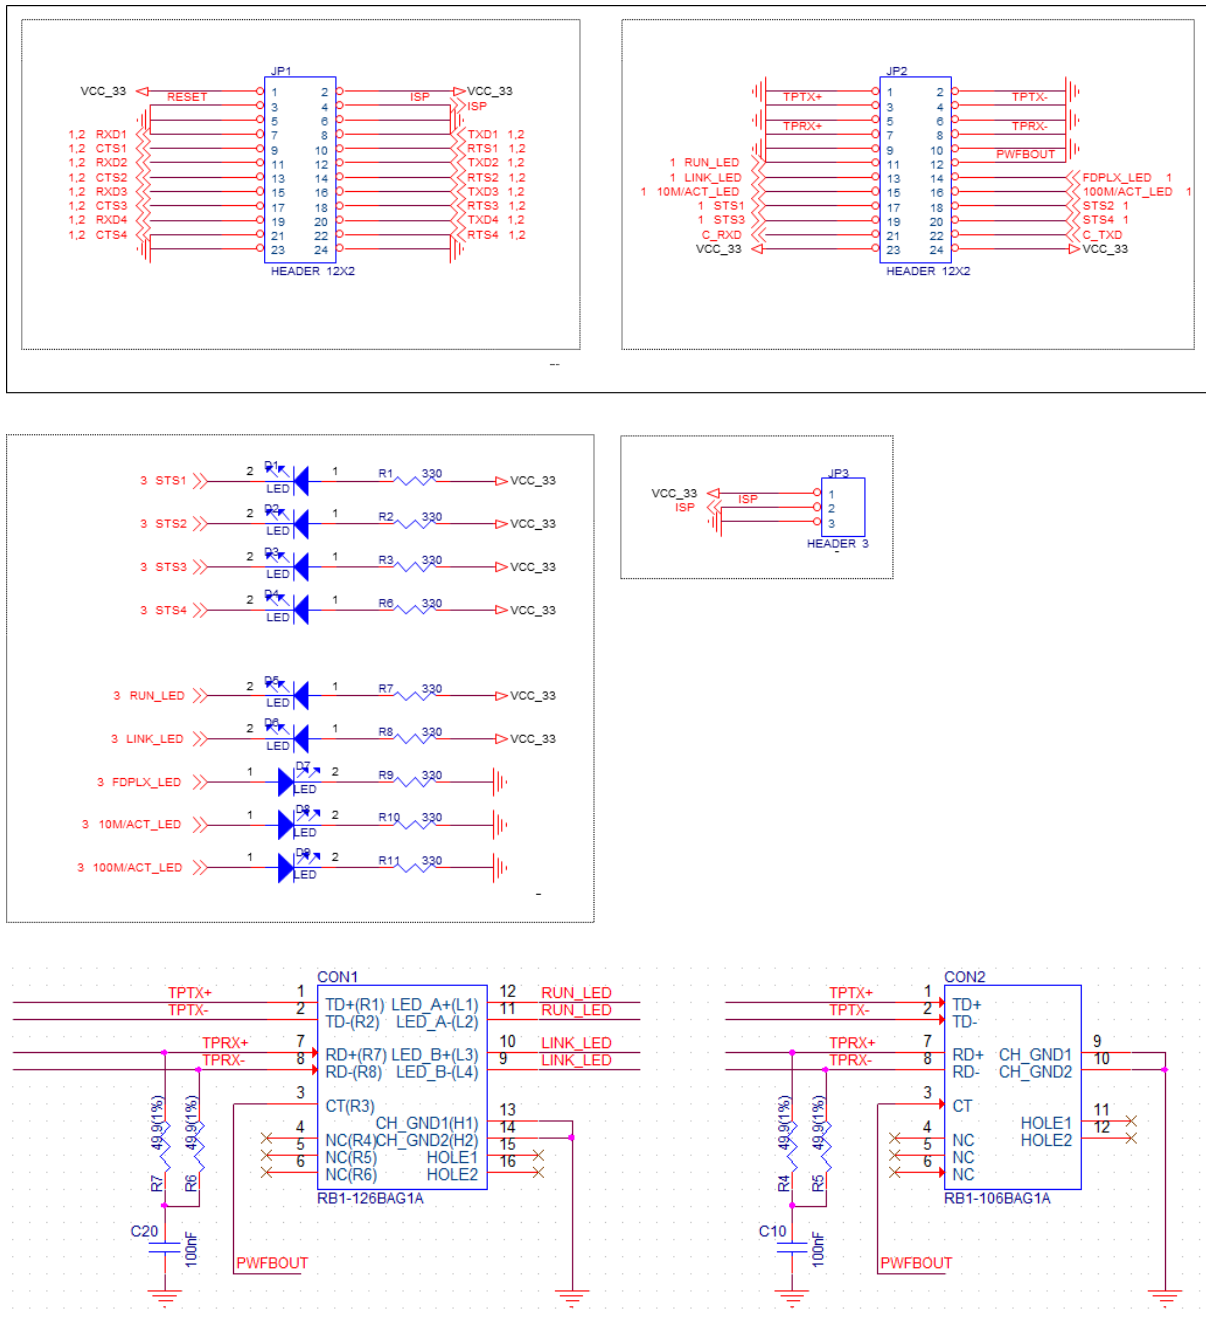 JP1
VCC_33 1 2 VCC_33
RESET 3 4 ISP ISP
5 6
1,2 RXD1 7 8 TXD1 1,2
1,2 CTS1 9 10 RTS1 1,2
1,2 RXD2 11 12 TXD2 1,2
1,2 CTS2 13 14 RTS2 1,2
1,2 RXD3 15 16 TXD3 1,2
1,2 CTS3 17 18 RTS3 1,2
1,2 RXD4 19 20 TXD4 1,2
1,2 CTS4 21 22 RTS4 1,2
23 24
HEADER 12X2
JP2
1 2
TPTX+ 3 4 TPTX-
5 6
TPRX+ 7 8 TPRX-
9 10
1 RUN_LED 11 12 PWFBOUT
1 LINK_LED 13 14 FDPLX_LED 1
1 10M/ACT_LED 15 16 100M/ACT_LED 1
1 STS1 17 18 STS2 1
1 STS3 19 20 STS4 1
C_RXD 21 22 C_TXD
VCC_33 23 24 VCC_33
HEADER 12X2
3 STS1 2 D1 LED 1 R1 330 VCC_33
3 STS2 2 D2 LED 1 R2 330 VCC_33
3 STS3 2 D3 LED 1 R3 330 VCC_33
3 STS4 2 D4 LED 1 R6 330 VCC_33
3 RUN_LED 2 D5 LED 1 R7 330 VCC_33
3 LINK_LED 2 D6 LED 1 R8 330 VCC_33
3 FDPLX_LED 1 D7 LED 2 R9 330
3 10M/ACT_LED 1 D8 LED 2 R10 330
3 100M/ACT_LED 1 D9 LED 2 R11 330
JP3
VCC_33 1
ISP ISP 2
3
HEADER 3
CON1
TPTX+ 1 TD+(R1) LED_A+(L1) 12 RUN_LED
TPTX- 2 TD-(R2) LED_A-(L2) 11 RUN_LED
TPRX+ 7 RD+(R7) LED_B+(L3) 10 LINK_LED
TPRX- 8 RD-(R8) LED_B-(L4) 9 LINK_LED
3 CT(R3)
CH_GND1(H1) 13
4 NC(R4) CH_GND2(H2) 14
5 NC(R5) HOLE1 15
6 NC(R6) HOLE2 16
RB1-126BAG1A
R7 49.9(1%)
R6 49.9(1%)
C20 100nF
PWFBOUT
CON2
TPTX+ 1 TD+
TPTX- 2 TD-
TPRX+ 7 RD+ CH_GND1 9
TPRX- 8 RD- CH_GND2 10
3 CT
HOLE1 11
4 NC HOLE2 12
5 NC
6 NC
RB1-106BAG1A
R4 49.9(1%)
R5 49.9(1%)
C10 100nF
PWFBOUT